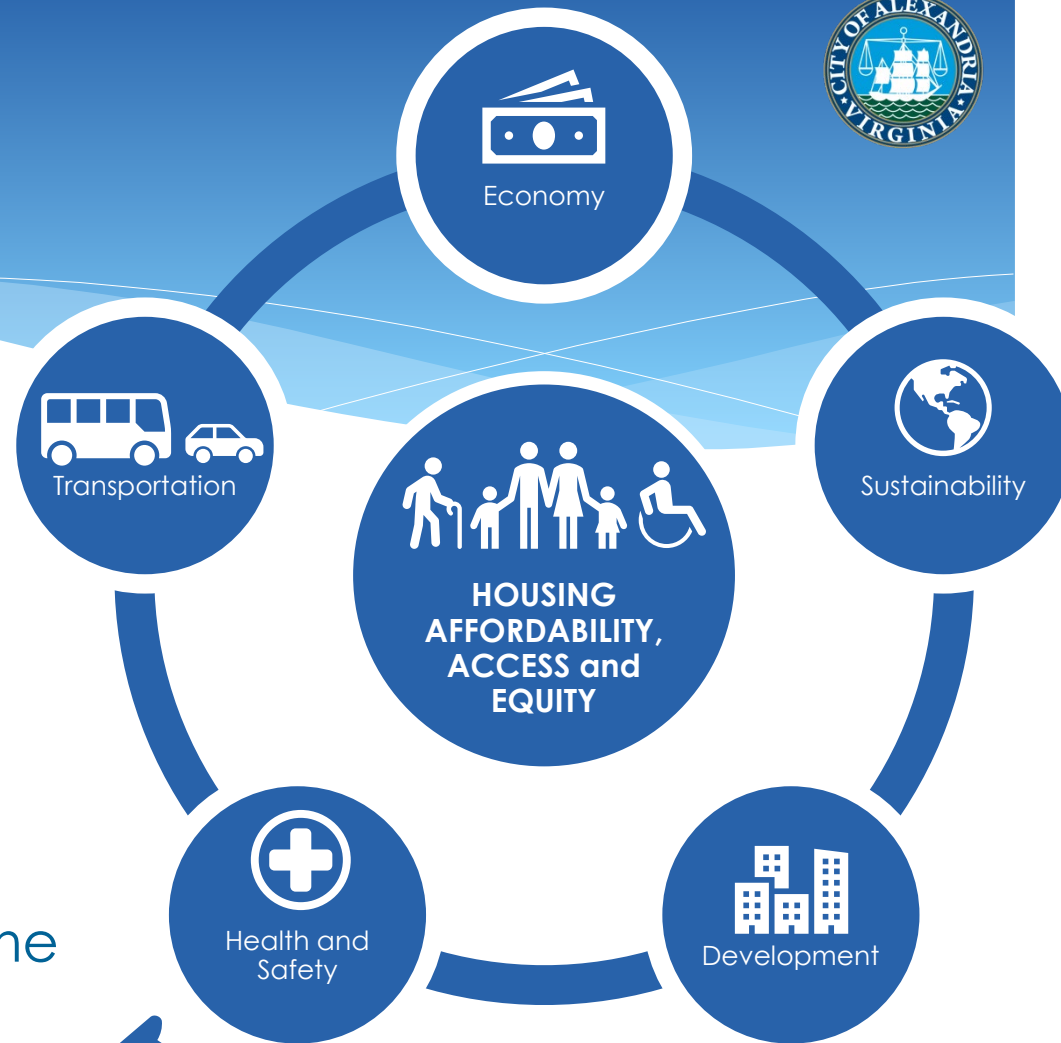 CITY OF ALEXANDRIA
VIRGINIA
Economy
Transportation
Sustainability
HOUSING
AFFORDABILITY,
ACCESS and
EQUITY
Health and
Safety
Development